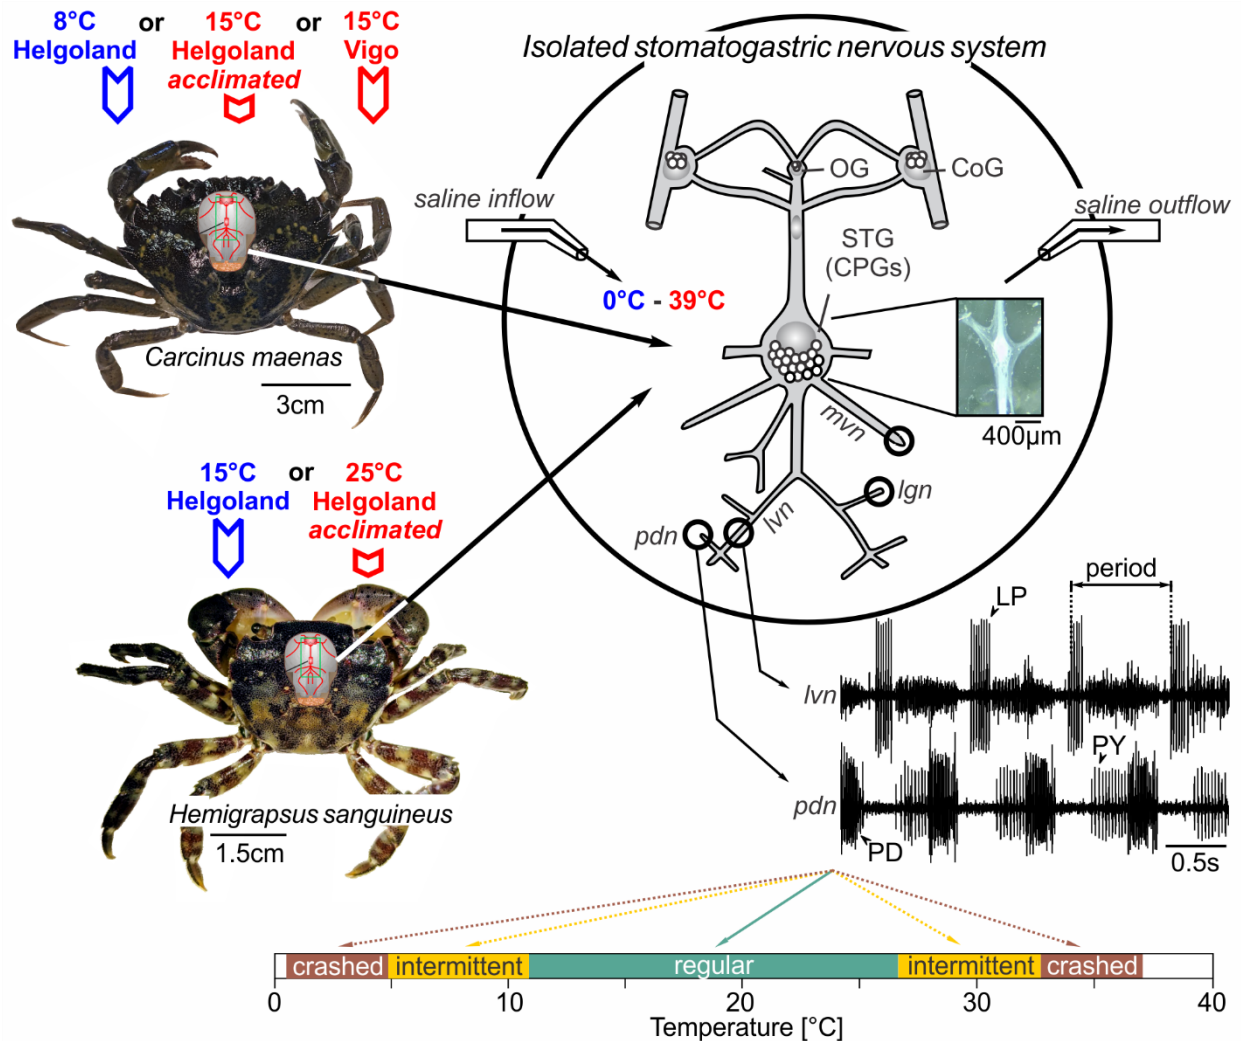 8°C or 15°C or 15°C
Helgoland Helgoland Vigo
acclimated
Isolated stomatogastric nervous system
OG
CoG
saline inflow
saline outflow
STG
(CPGs)
0°C - 39°C
Carcinus maenas
3cm
mvn
400µm
15°C or 25°C
Helgoland Helgoland
acclimated
lgn
pdn
lvn
period
LP
lvn
PY
pdn
PD
0.5s
Hemigrapsus sanguineus
1.5cm
crashed intermittent regular intermittent crashed
0 10 20 30 40
Temperature [°C]